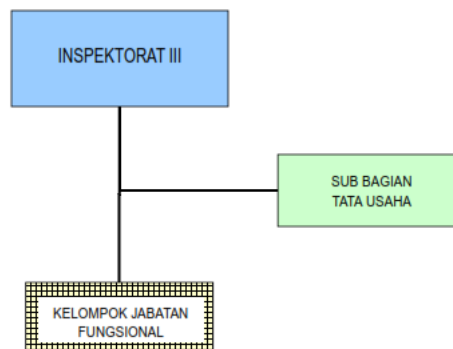 INSPEKTORAT III
SUB BAGIAN
TATA USAHA
KELOMPOK JABATAN
FUNGSIONAL